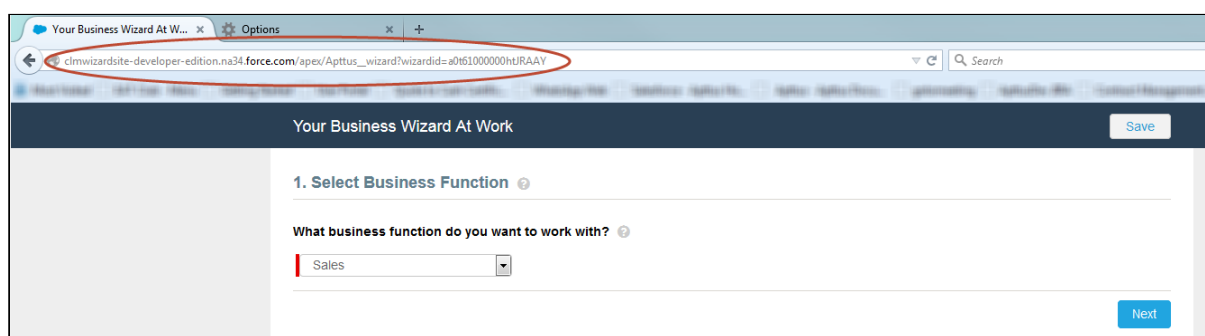 Your Business Wizard At W... × Options × +
clmwizardsite-developer-edition.na34.force.com/apex/Apttus__wizard?wizardid=a0t61000000htJRAAY Search
Your Business Wizard At Work Save
1. Select Business Function ?
What business function do you want to work with? ?
Sales
Next